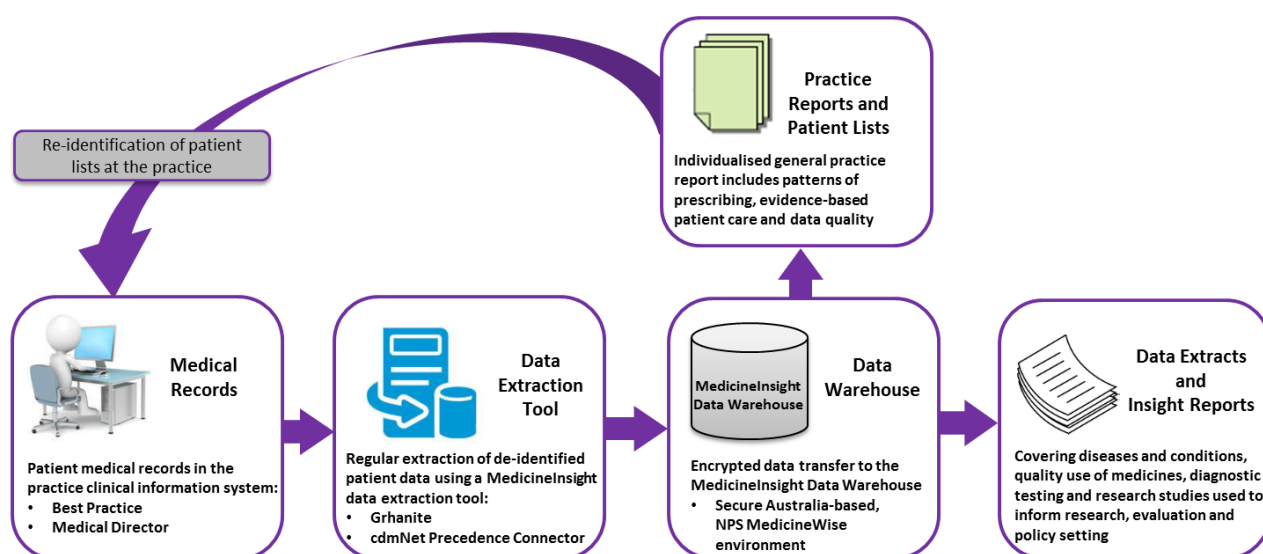 Practice
Reports and
Patient Lists
Individualised general practice
report includes patterns of
prescribing, evidence-based
patient care and data quality
Re-identification of patient
lists at the practice
Medical
Records
Patient medical records in the
practice clinical information system:
• Best Practice
• Medical Director
Data
Extraction
Tool
Regular extraction of de-identified
patient data using a MedicineInsight
data extraction tool:
• Grhanite
• cdmNet Precedence Connector
MedicineInsight
Data Warehouse
Data
Warehouse
Encrypted data transfer to the
MedicineInsight Data Warehouse
• Secure Australia-based,
NPS MedicineWise
environment
Data Extracts
and
Insight Reports
Covering diseases and conditions,
quality use of medicines, diagnostic
testing and research studies used to
inform research, evaluation and
policy setting